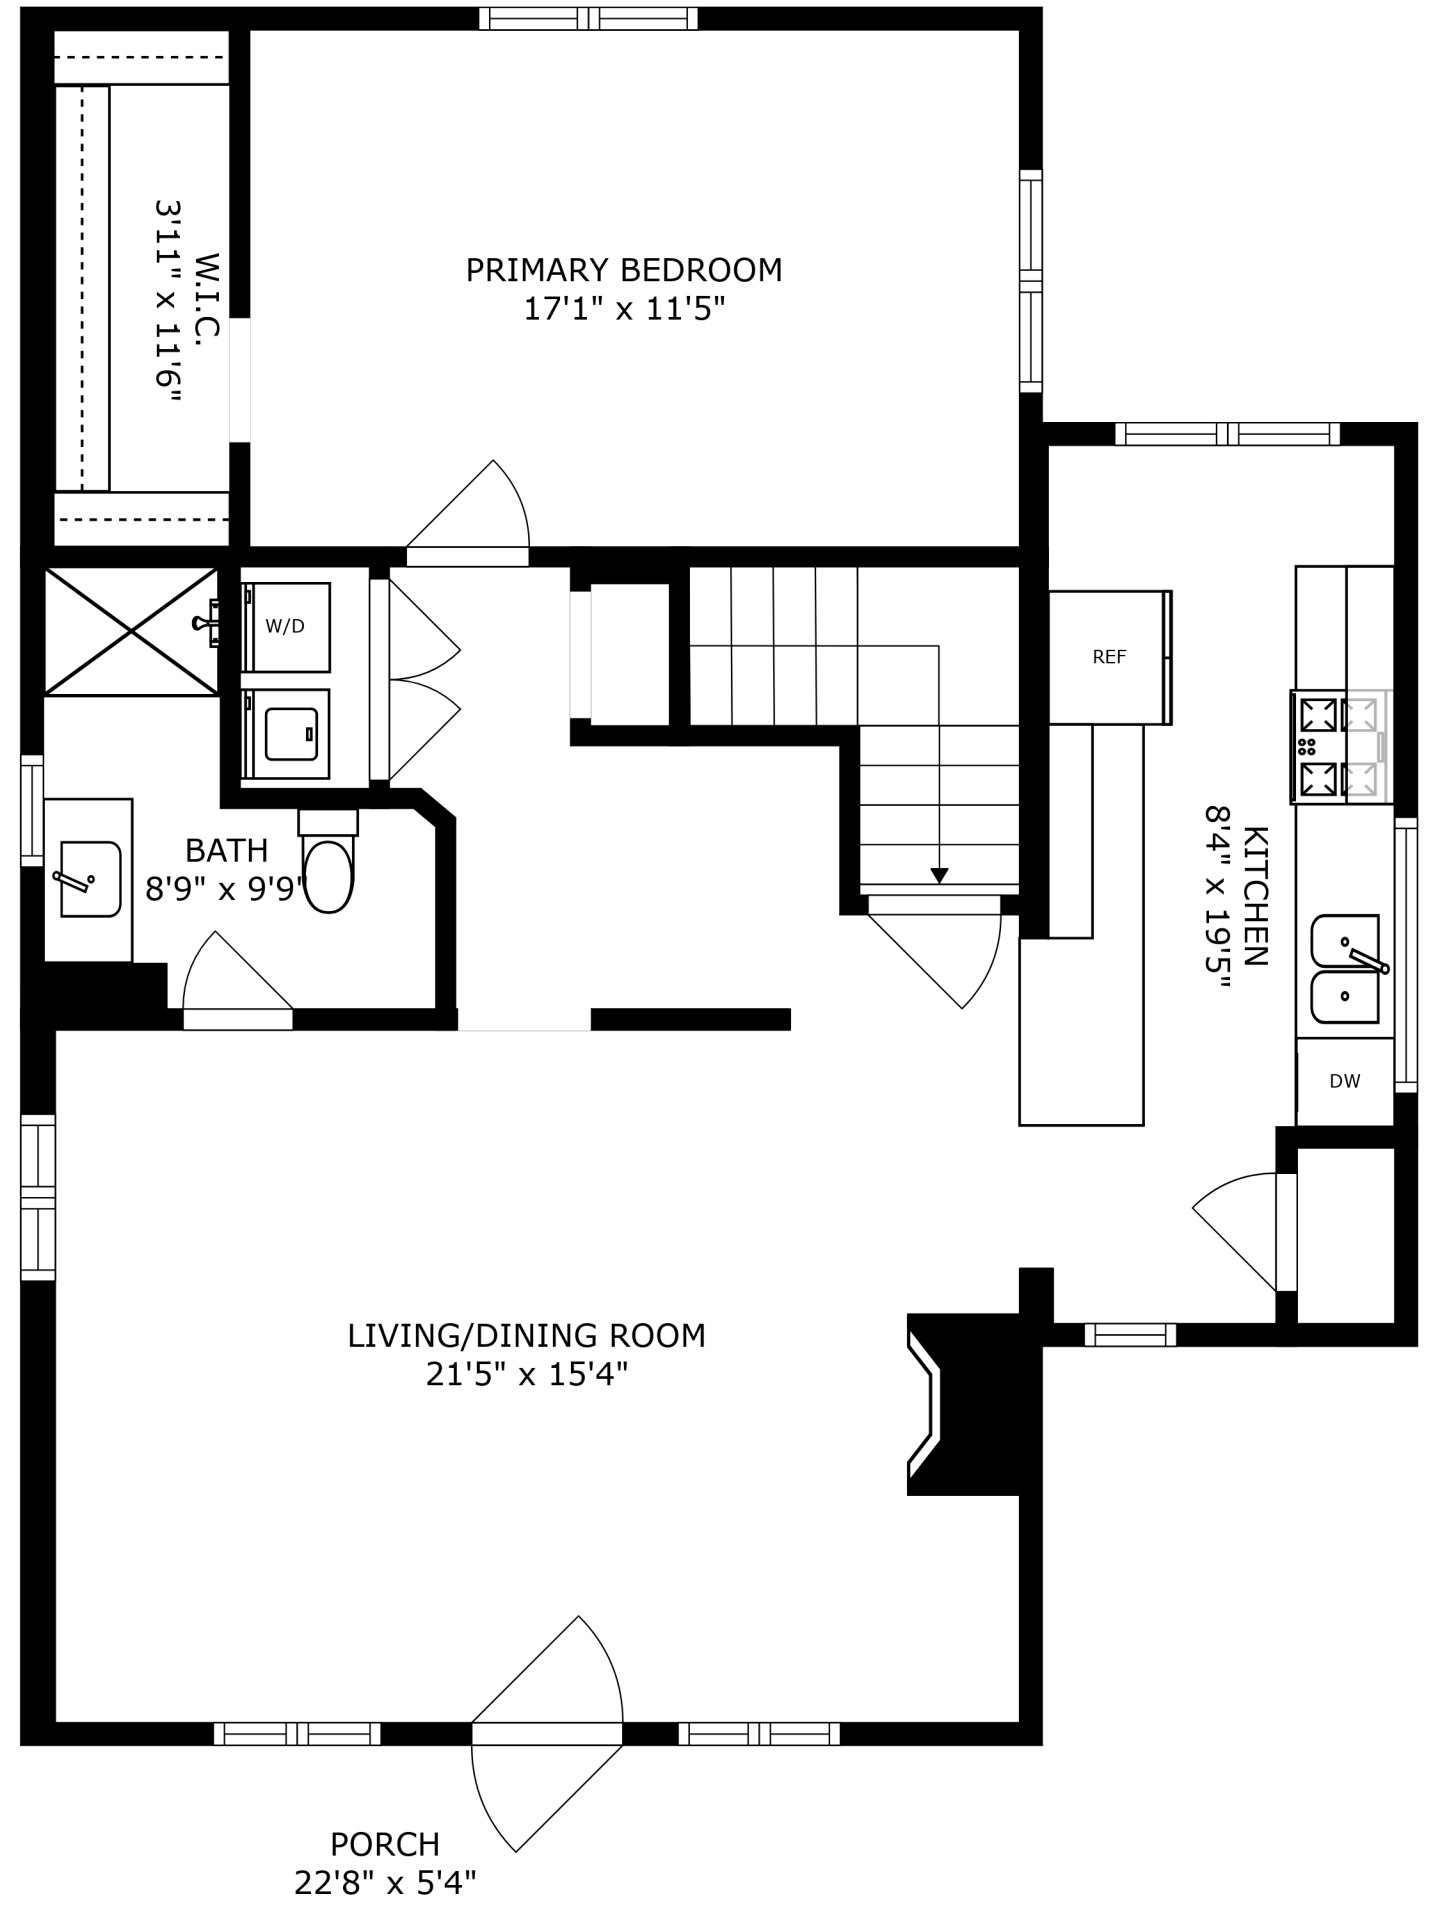 PRIMARY BEDROOM
17'1" x 11'5"
W.I.C.
3'11" x 11'6"
W/D
REF
BATH
8'9" x 9'9"
KITCHEN
8'4" x 19'5"
DW
LIVING/DINING ROOM
21'5" x 15'4"
PORCH
22'8" x 5'4"